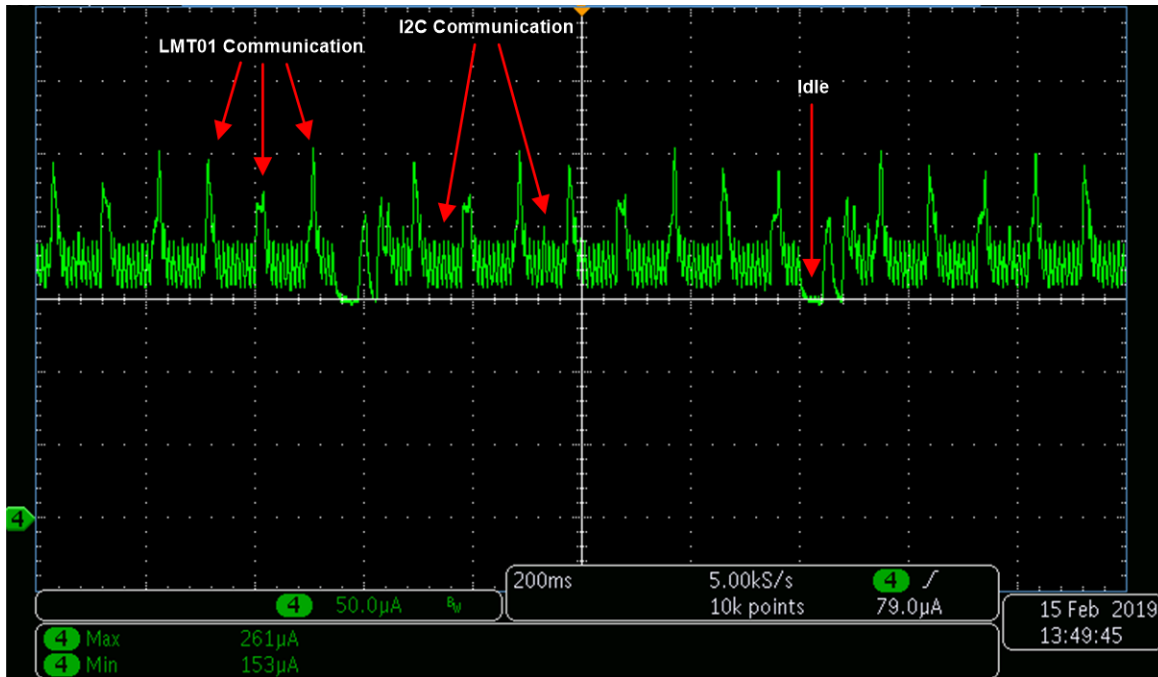 I2C Communication
LMT01 Communication
Idle
4
200ms 5.00kS/s 4
4 50.0µA BW 10k points 79.0µA
4 Max 261µA
4 Min 153µA
15 Feb 2019
13:49:45